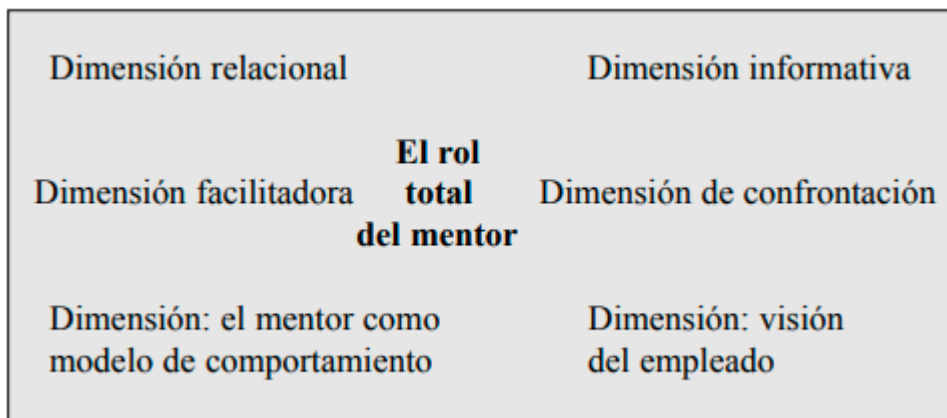 Dimensión relacional
Dimensión informativa
El rol
total
del mentor
Dimensión facilitadora
Dimensión de confrontación
Dimensión: el mentor como
modelo de comportamiento
Dimensión: visión
del empleado